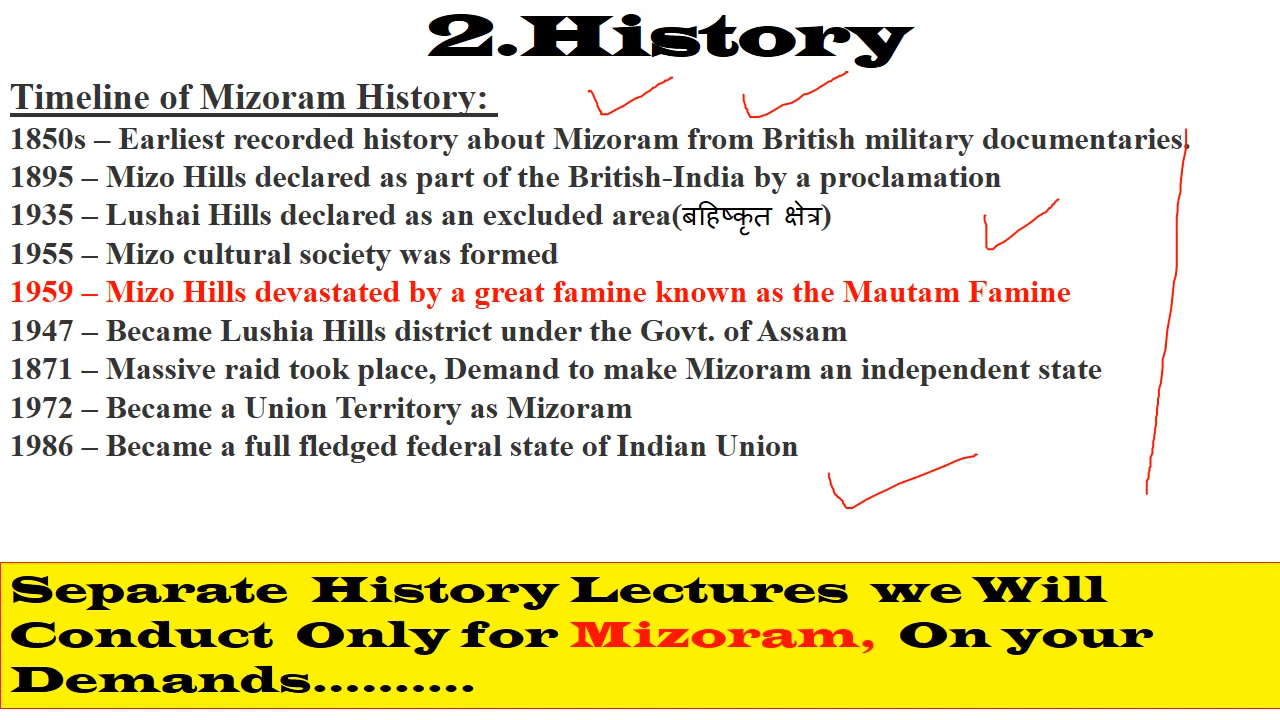 2.History
Timeline of Mizoram History:
1850s – Earliest recorded history about Mizoram from British military documentaries.
1895 – Mizo Hills declared as part of the British-India by a proclamation
1935 – Lushai Hills declared as an excluded area(बहिष्कृत क्षेत्र)
1955 – Mizo cultural society was formed
1959 – Mizo Hills devastated by a great famine known as the Mautam Famine
1947 – Became Lushia Hills district under the Govt. of Assam
1871 – Massive raid took place, Demand to make Mizoram an independent state
1972 – Became a Union Territory as Mizoram
1986 – Became a full fledged federal state of Indian Union
Separate History Lectures we Will
Conduct Only for Mizoram, On your
Demands..........